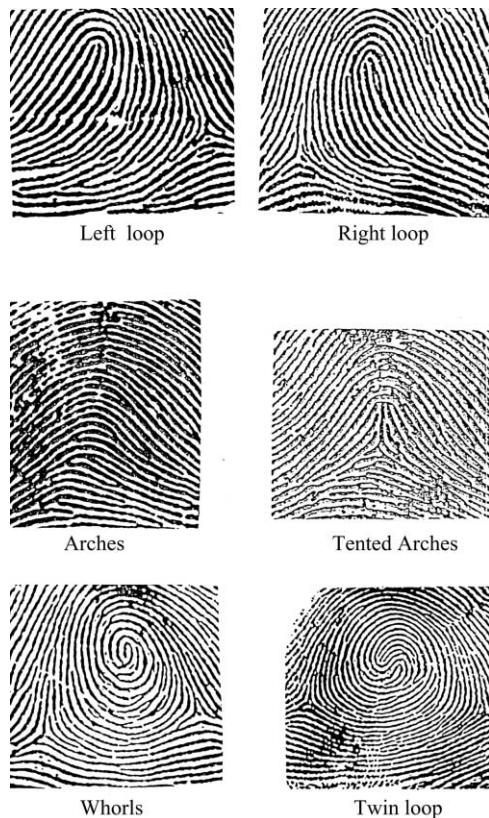 Left loop
Right loop
Arches
Tented Arches
Whorls
Twin loop